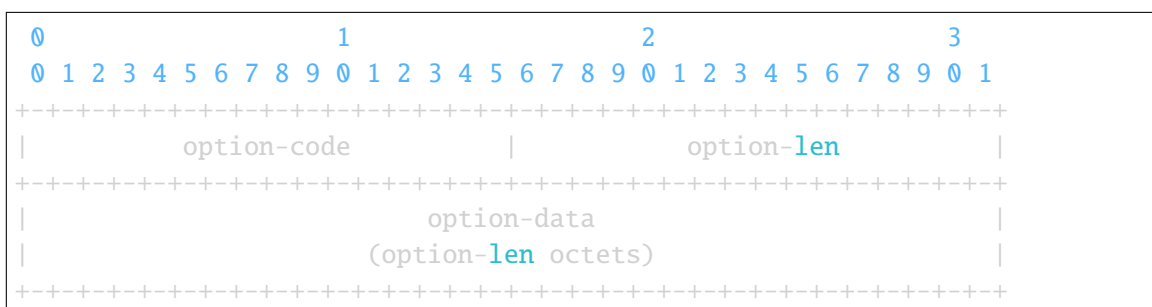 0                   1                   2                   3
 0 1 2 3 4 5 6 7 8 9 0 1 2 3 4 5 6 7 8 9 0 1 2 3 4 5 6 7 8 9 0 1
+-+-+-+-+-+-+-+-+-+-+-+-+-+-+-+-+-+-+-+-+-+-+-+-+-+-+-+-+-+-+-+-+
|          option-code          |           option-len          |
+-+-+-+-+-+-+-+-+-+-+-+-+-+-+-+-+-+-+-+-+-+-+-+-+-+-+-+-+-+-+-+-+
|                          option-data                          |
|                      (option-len octets)                      |
+-+-+-+-+-+-+-+-+-+-+-+-+-+-+-+-+-+-+-+-+-+-+-+-+-+-+-+-+-+-+-+-+